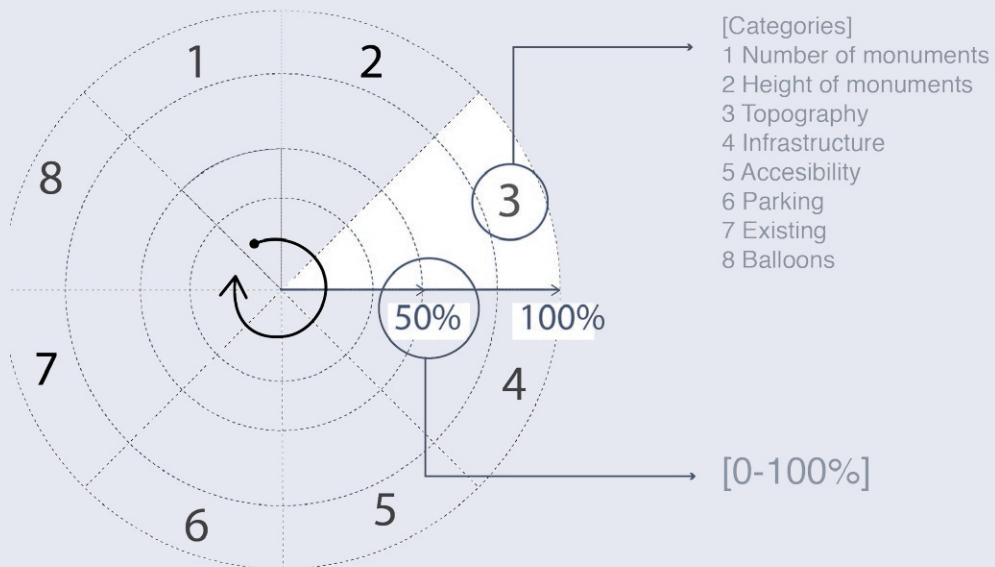 [Categories]
1 Number of monuments
2 Height of monuments
3 Topography
4 Infrastructure
5 Accesibility
6 Parking
7 Existing
8 Balloons
1
2
8
3
50%
100%
7
4
[0-100%]
6
5